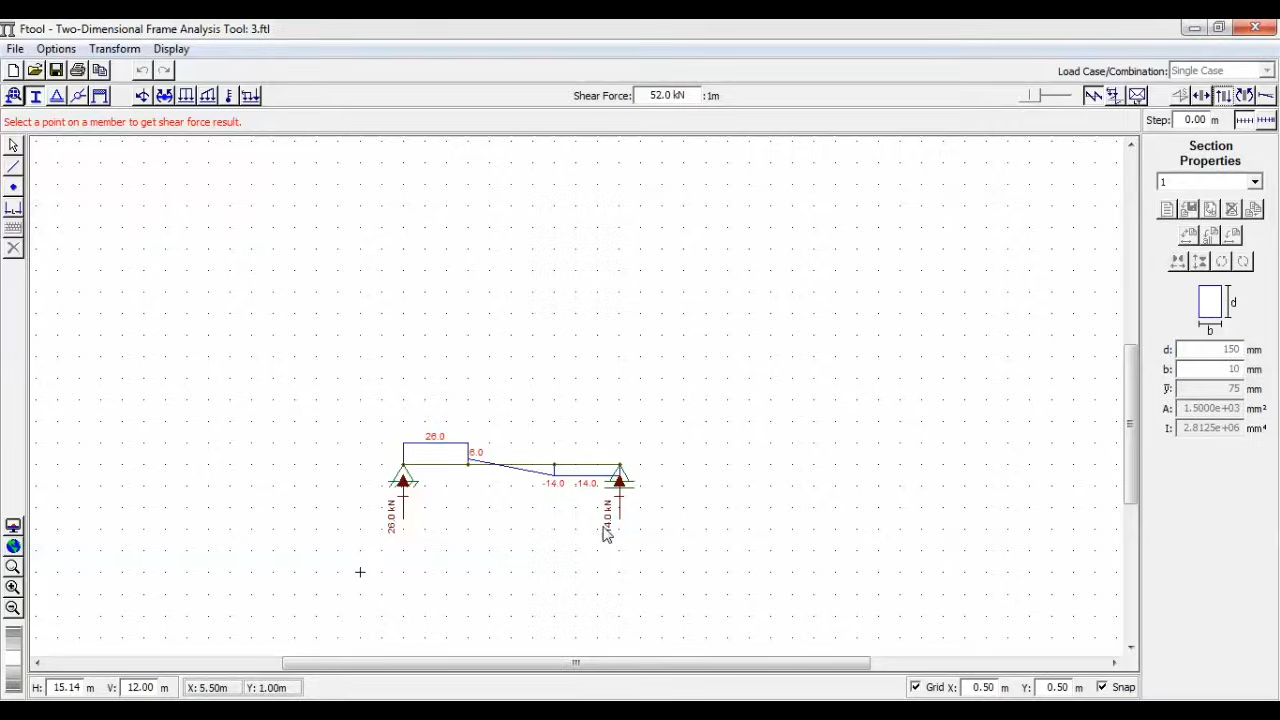 Ftool - Two-Dimensional Frame Analysis Tool: 3.ftl
File Options Transform Display
Load Case/Combination: Single Case
Shear Force: 52.0 kN :1m
Select a point on a member to get shear force result.
Step: 0.00 m
Section
Properties
1
d
b
d: 150 mm
b: 10 mm
y: 75 mm
A: 1.5000e+03 mm²
I: 2.8125e+06 mm⁴
26.0
6.0
-14.0 -14.0
26.0 kN
kN
H: 15.14 m V: 12.00 m X: 5.50m Y: 1.00m
Grid X: 0.50 m Y: 0.50 m Snap